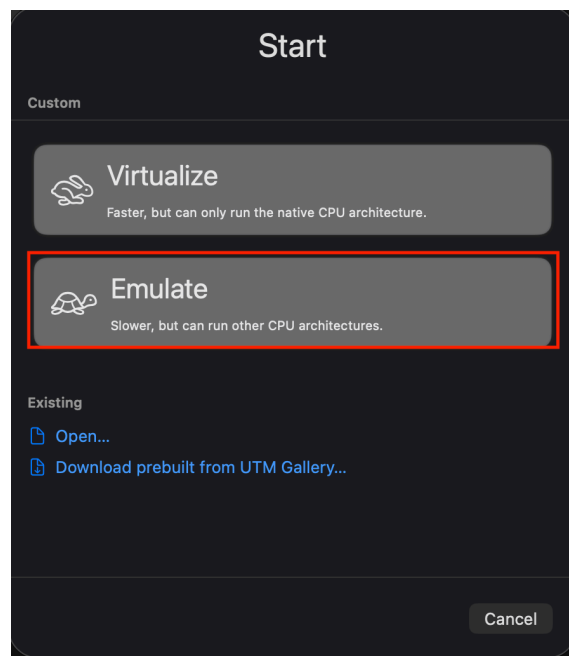 Start
Custom
Virtualize
Faster, but can only run the native CPU architecture.
Emulate
Slower, but can run other CPU architectures.
Existing
Open...
Download prebuilt from UTM Gallery...
Cancel